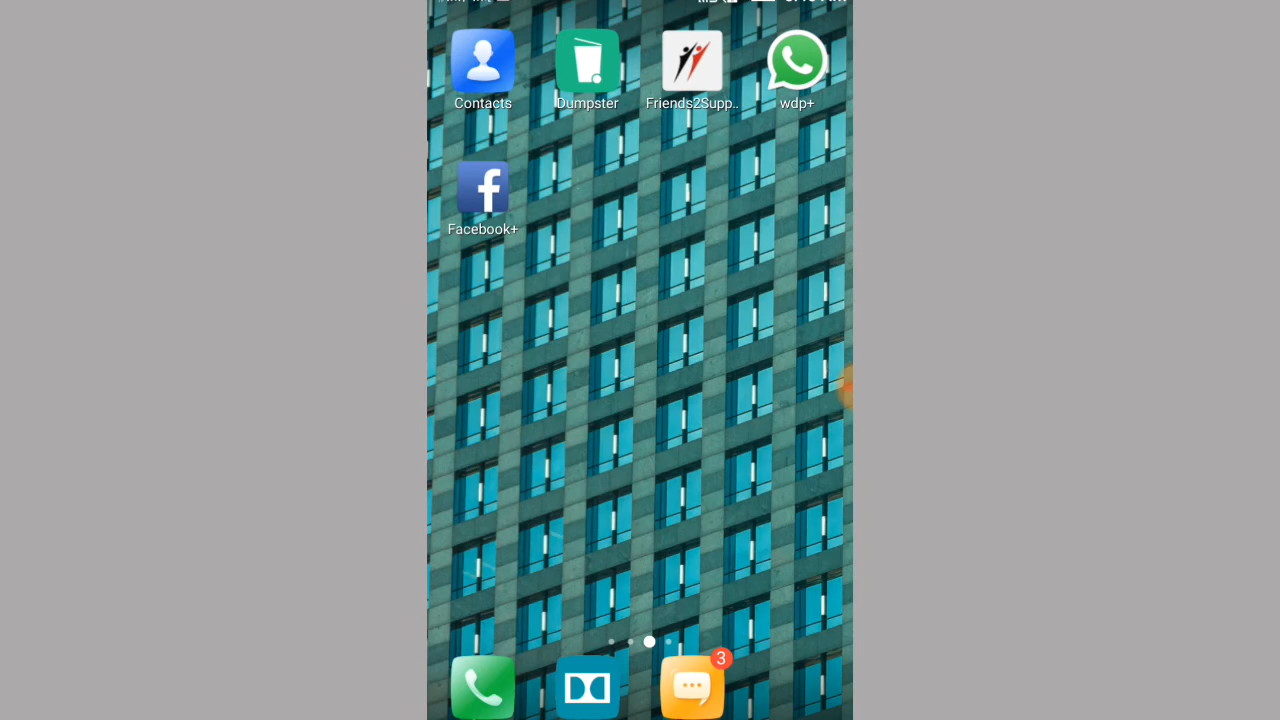 Contacts
Dumpster
Friends2Supp..
wdp+
f
Facebook+
3